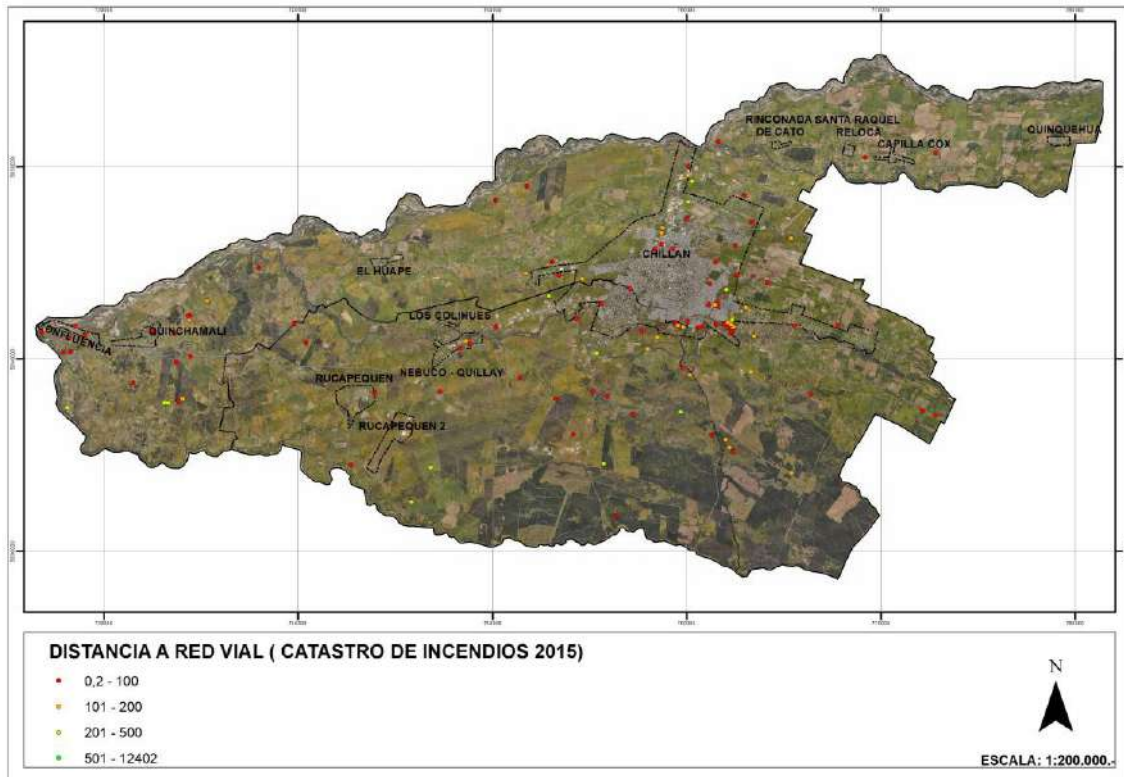 RINCONADA SANTA RAQUEL
DE CATO
RELOCA
CAPILLA COX
QUINQUEHUA
CHILLAN
EL HUAPE
LOS COLIHUES
QUINCHAMALI
CONFLUENCIA
NEBUCO - QUILLAY
RUCAPEQUEN
RUCAPEQUEN 2
DISTANCIA A RED VIAL ( CATASTRO DE INCENDIOS 2015)
0,2 - 100
101 - 200
201 - 500
501 - 12402
N
ESCALA: 1:200.000.-